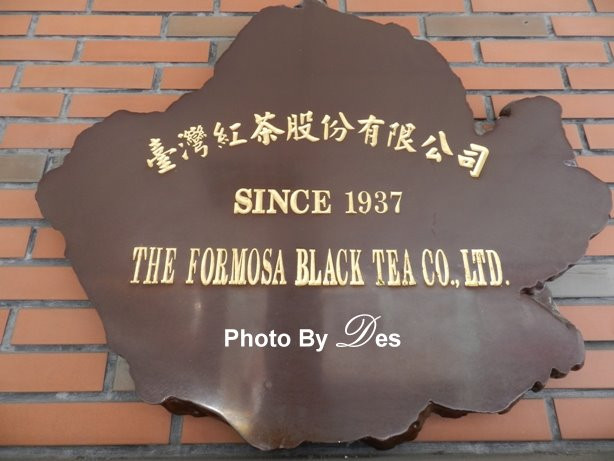 臺灣紅茶股份有限公司
SINCE 1937
THE FORMOSA BLACK TEA CO., LTD.
Photo By Des